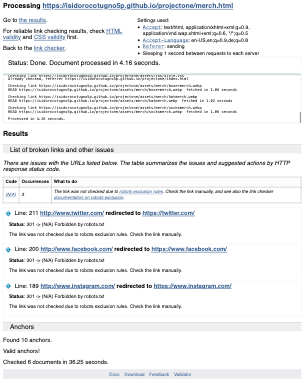 Processing https://isidorocotugno5p.github.io/projectone/merch.html
Go to the results.
For reliable link checking results, check HTML
validity and CSS validity first.
Back to the link checker.
Settings used:
Accept: text/html, application/xhtml+xml;q=0.9,
application/vnd.wap.xhtml+xml;q=0.6, */*;q=0.5
Accept-Language: en-US,en;q=0.9,de;q=0.8
Referer: sending
Sleeping 1 second between requests to each server
Status: Done. Document processed in 4.16 seconds.
Processed in 4.16 seconds.
Results
List of broken links and other issues
There are issues with the URLs listed below. The table summarizes the issues and suggested actions by HTTP
response status code.
Code Occurrences What to do
(N/A) 3 The link was not checked due to robots exclusion rules. Check the link manually, and see also the link checker
documentation on robots exclusion.
Line: 211 http://www.twitter.com/ redirected to https://twitter.com/
Status: 301 -> (N/A) Forbidden by robots.txt
The link was not checked due to robots exclusion rules. Check the link manually.
Line: 200 http://www.facebook.com/ redirected to https://www.facebook.com/
Status: 301 -> (N/A) Forbidden by robots.txt
The link was not checked due to robots exclusion rules. Check the link manually.
Line: 189 http://www.instagram.com/ redirected to https://www.instagram.com/
Status: 301 -> (N/A) Forbidden by robots.txt
The link was not checked due to robots exclusion rules. Check the link manually.
Anchors
Found 10 anchors.
Valid anchors!
Checked 6 documents in 36.25 seconds.
Docs Download Feedback Validator